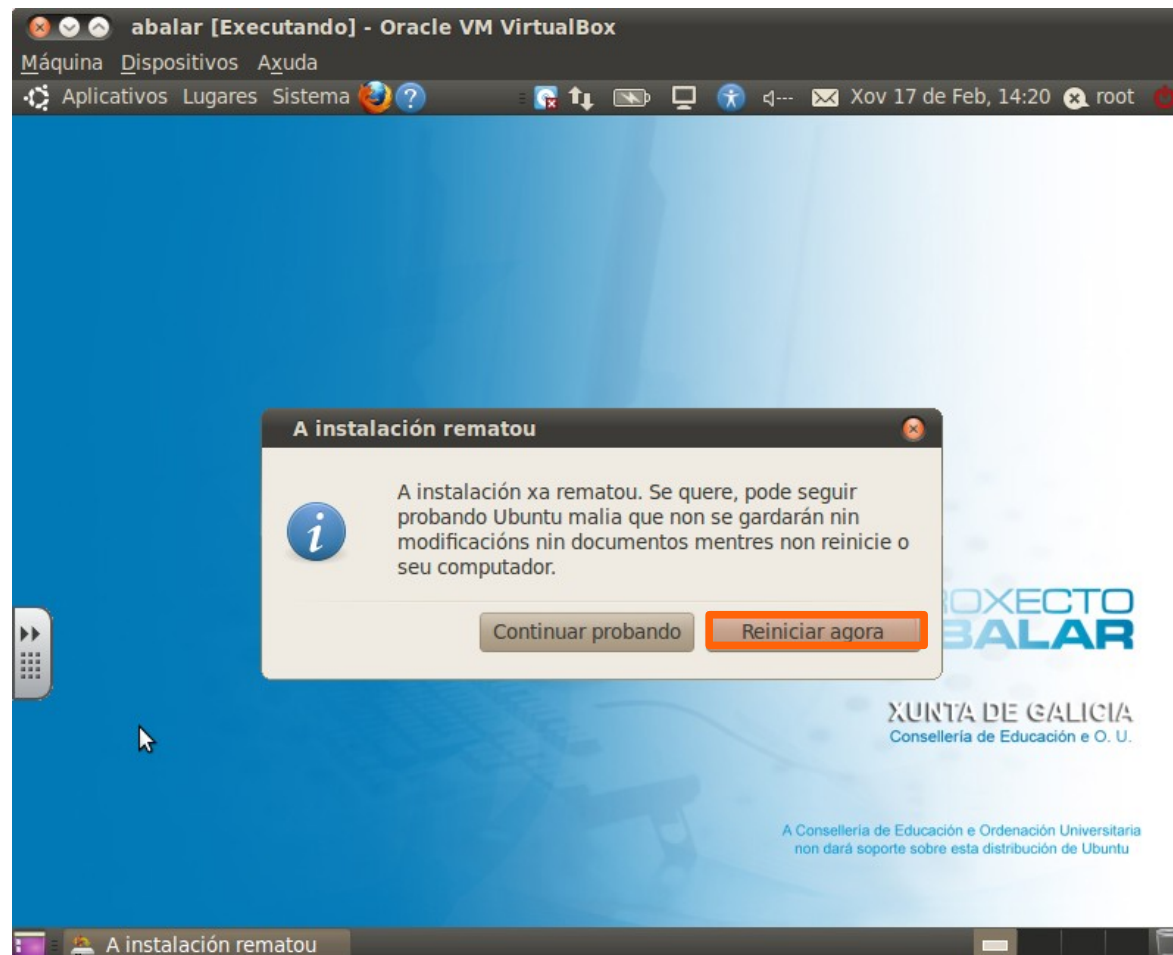 abalar [Executando] - Oracle VM VirtualBox
Máquina Dispositivos Axuda
Aplicativos Lugares Sistema ? Xov 17 de Feb, 14:20 root
A instalación rematou
A instalación xa rematou. Se quere, pode seguir
probando Ubuntu malia que non se gardarán nin
modificacións nin documentos mentres non reinicie o
seu computador.
Continuar probando Reiniciar agora
OXECTO
BALAR
XUNTA DE GALICIA
Consellería de Educación e O. U.
A Consellería de Educación e Ordenación Universitaria
non dará soporte sobre esta distribución de Ubuntu
A instalación rematou